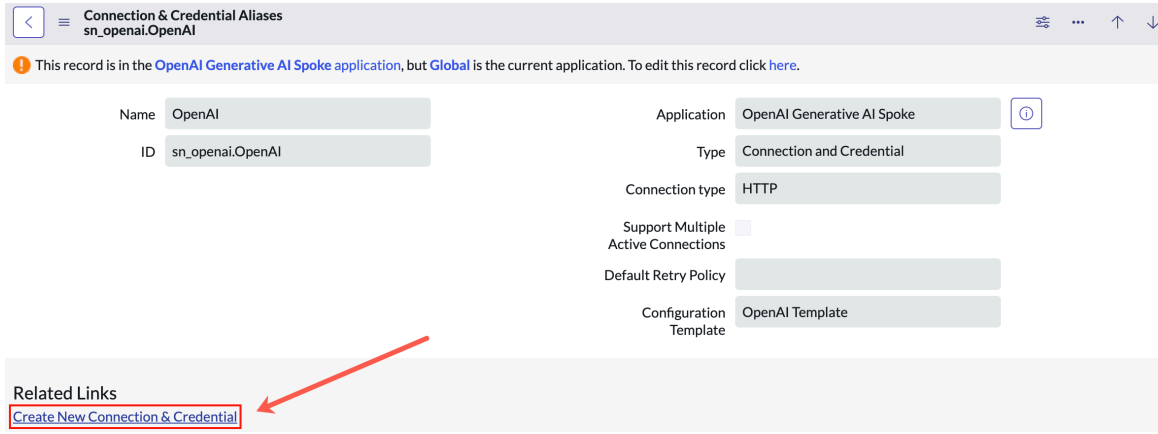 Connection & Credential Aliases
sn_openai.OpenAI
This record is in the OpenAI Generative AI Spoke application, but Global is the current application. To edit this record click here.
Name OpenAI
ID sn_openai.OpenAI
Application OpenAI Generative AI Spoke
Type Connection and Credential
Connection type HTTP
Support Multiple
Active Connections
Default Retry Policy
Configuration OpenAI Template
Template
Related Links
Create New Connection & Credential